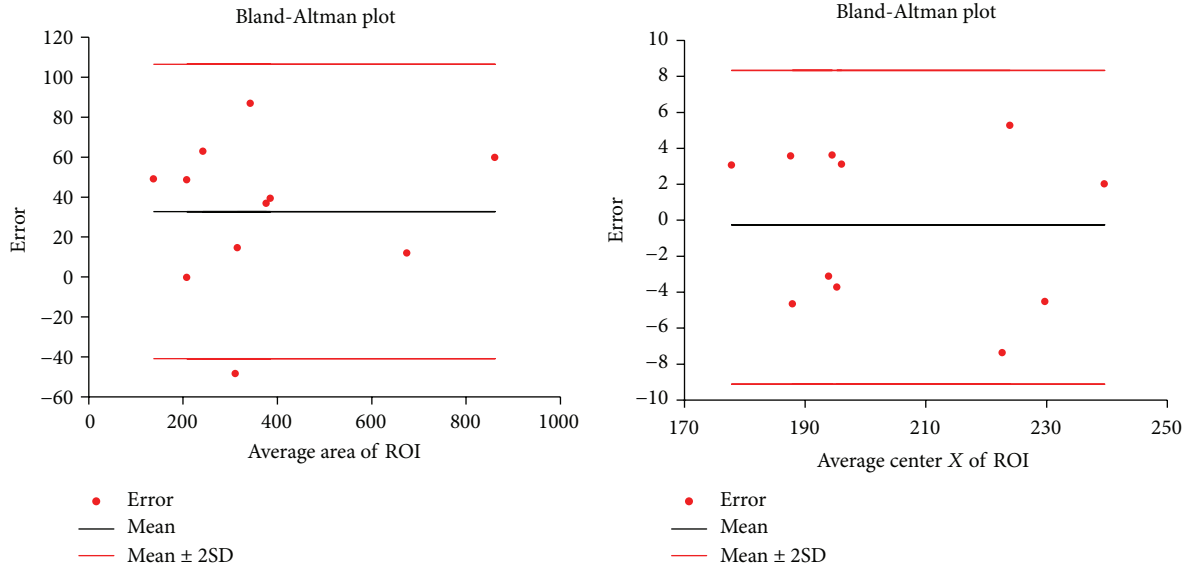 Bland-Altman plot
120
100
80
60
40
20
0
−20
−40
−60
Error
0
200
400
600
800
1000
Average area of ROI
Error
Mean
Mean ± 2SD
Bland-Altman plot
10
8
6
4
2
0
−2
−4
−6
−8
−10
Error
170
190
210
230
250
Average center X of ROI
Error
Mean
Mean ± 2SD